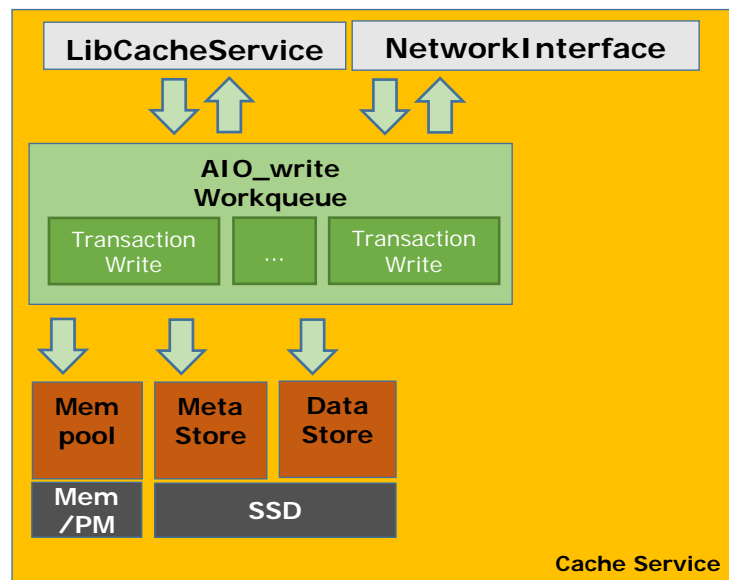 LibCacheService
NetworkInterface
AIO_write
Workqueue
Transaction
Write
...
Transaction
Write
Mem
pool
Meta
Store
Data
Store
Mem
/PM
SSD
Cache Service